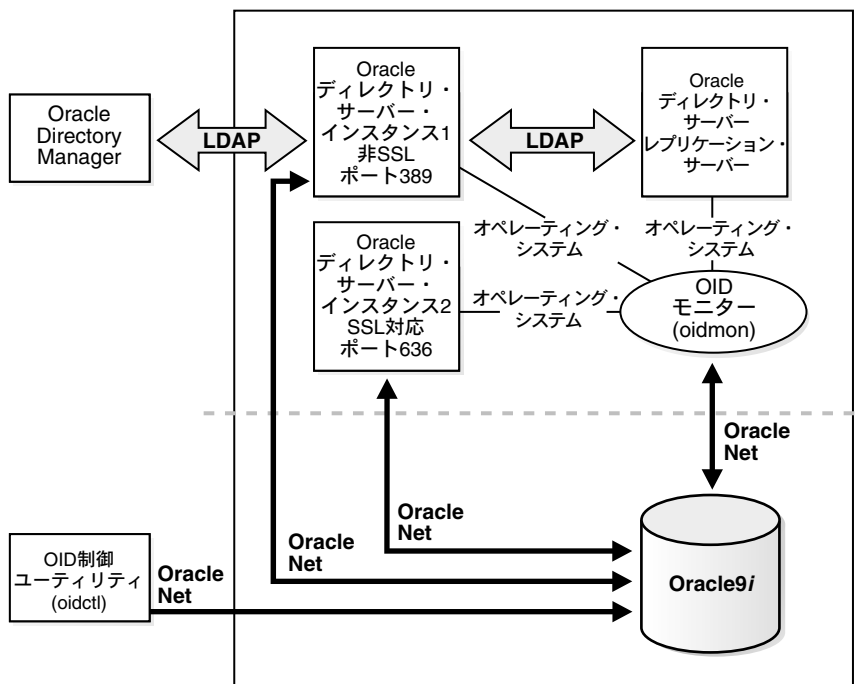 Oracle
Directory
Manager
LDAP
Oracle
ディレクトリ・
サーバー・
インスタンス1
非SSL
ポート389
LDAP
Oracle
ディレクトリ・
サーバー
レプリケーション・
サーバー
オペレーティング・
システム
オペレーティング・
システム
Oracle
ディレクトリ・
サーバー・
インスタンス2
SSL対応
ポート636
オペレーティング・
システム
OID
モニター
(oidmon)
Oracle
Net
Oracle
Net
Oracle
Net
OID制御
ユーティリティ
(oidctl)
Oracle
Net
Oracle9i